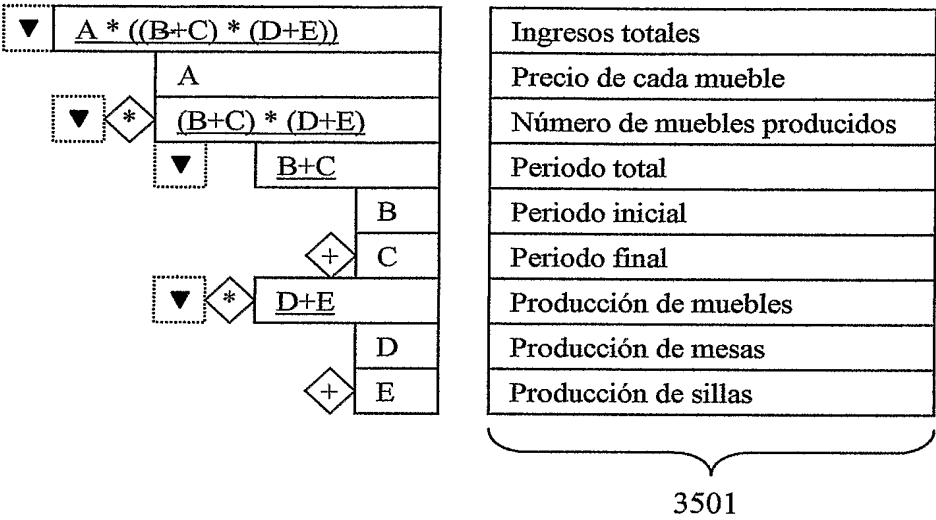 ▼ A * ((B+C) * (D+E)) Ingresos totales
A Precio de cada mueble
▼ * (B+C) * (D+E) Número de muebles producidos
▼ B+C Periodo total
B Periodo inicial
+ C Periodo final
▼ * D+E Producción de muebles
D Producción de mesas
+ E Producción de sillas
3501